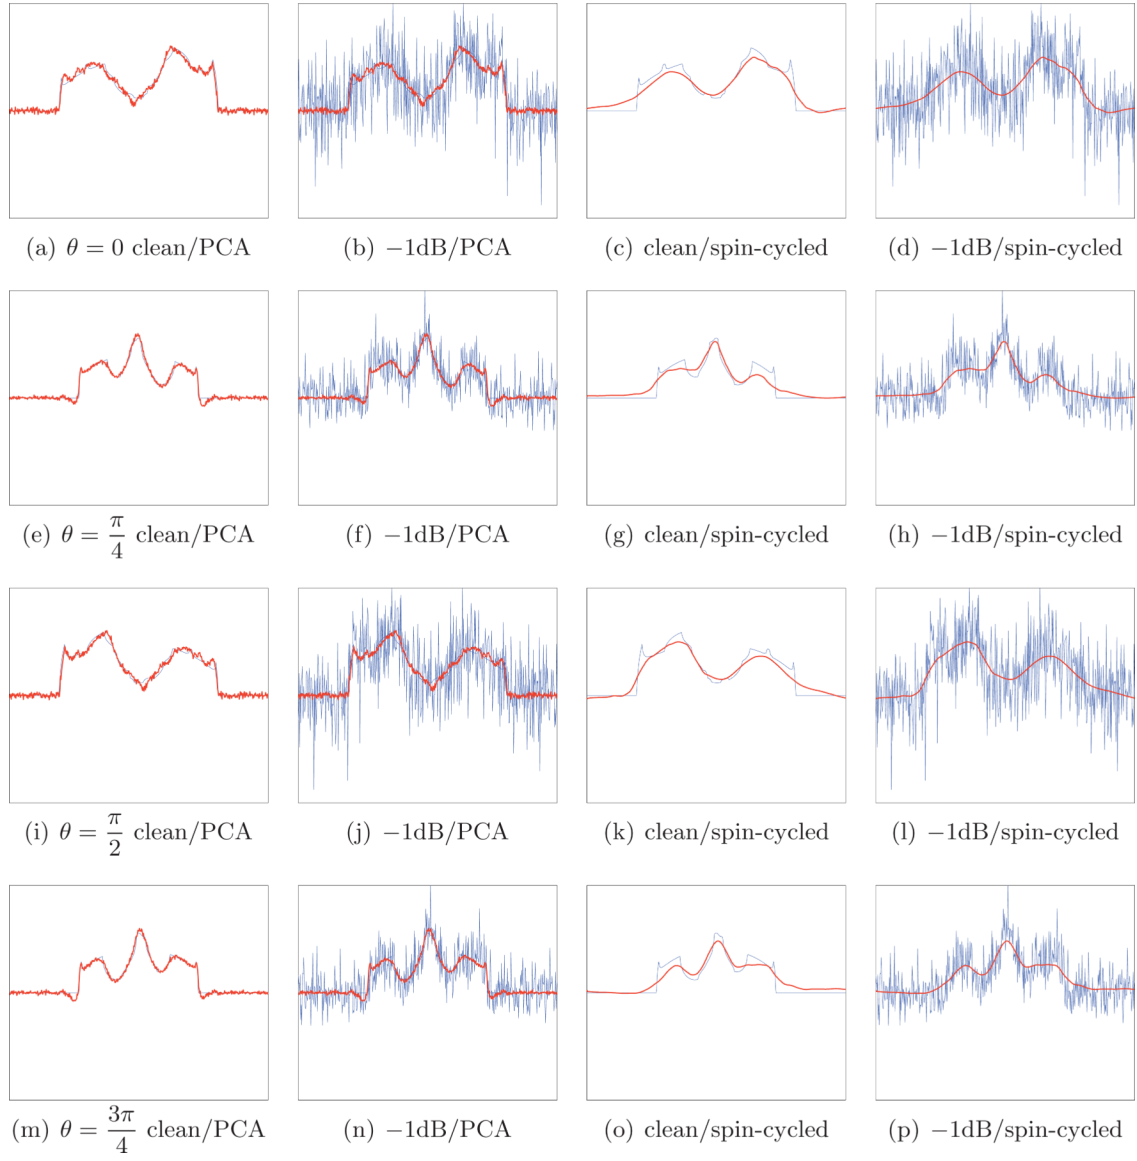 (a) θ = 0 clean/PCA
(b) −1dB/PCA
(c) clean/spin-cycled
(d) −1dB/spin-cycled
(e) θ = π/4 clean/PCA
(f) −1dB/PCA
(g) clean/spin-cycled
(h) −1dB/spin-cycled
(i) θ = π/2 clean/PCA
(j) −1dB/PCA
(k) clean/spin-cycled
(l) −1dB/spin-cycled
(m) θ = 3π/4 clean/PCA
(n) −1dB/PCA
(o) clean/spin-cycled
(p) −1dB/spin-cycled